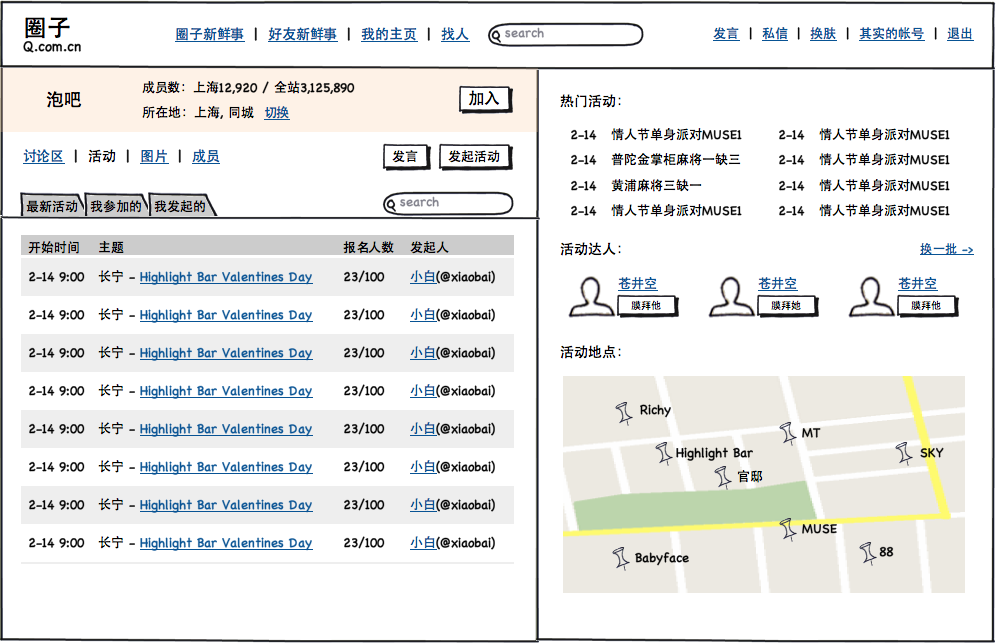 圈子
Q.com.cn
圈子新鲜事 | 好友新鲜事 | 我的主页 | 找人
search
发言 | 私信 | 换肤 | 其实的帐号 | 退出
泡吧
成员数：上海12,920 / 全站3,125,890
所在地：上海, 同城 切换
加入
讨论区 | 活动 | 图片 | 成员
发言
发起活动
最新活动 我参加的 我发起的
search
开始时间 主题 报名人数 发起人
2-14 9:00 长宁 - Highlight Bar Valentines Day 23/100 小白(@xiaobai)
2-14 9:00 长宁 - Highlight Bar Valentines Day 23/100 小白(@xiaobai)
2-14 9:00 长宁 - Highlight Bar Valentines Day 23/100 小白(@xiaobai)
2-14 9:00 长宁 - Highlight Bar Valentines Day 23/100 小白(@xiaobai)
2-14 9:00 长宁 - Highlight Bar Valentines Day 23/100 小白(@xiaobai)
2-14 9:00 长宁 - Highlight Bar Valentines Day 23/100 小白(@xiaobai)
2-14 9:00 长宁 - Highlight Bar Valentines Day 23/100 小白(@xiaobai)
2-14 9:00 长宁 - Highlight Bar Valentines Day 23/100 小白(@xiaobai)
热门活动：
2-14 情人节单身派对MUSE1 2-14 情人节单身派对MUSE1
2-14 普陀金掌柜麻将一缺三 2-14 情人节单身派对MUSE1
2-14 黄浦麻将三缺一 2-14 情人节单身派对MUSE1
2-14 情人节单身派对MUSE1 2-14 情人节单身派对MUSE1
活动达人：
换一批 ->
苍井空 苍井空 苍井空
膜拜他 膜拜她 膜拜他
活动地点：
Richy
MT
Highlight Bar
SKY
官邸
MUSE
Babyface
88